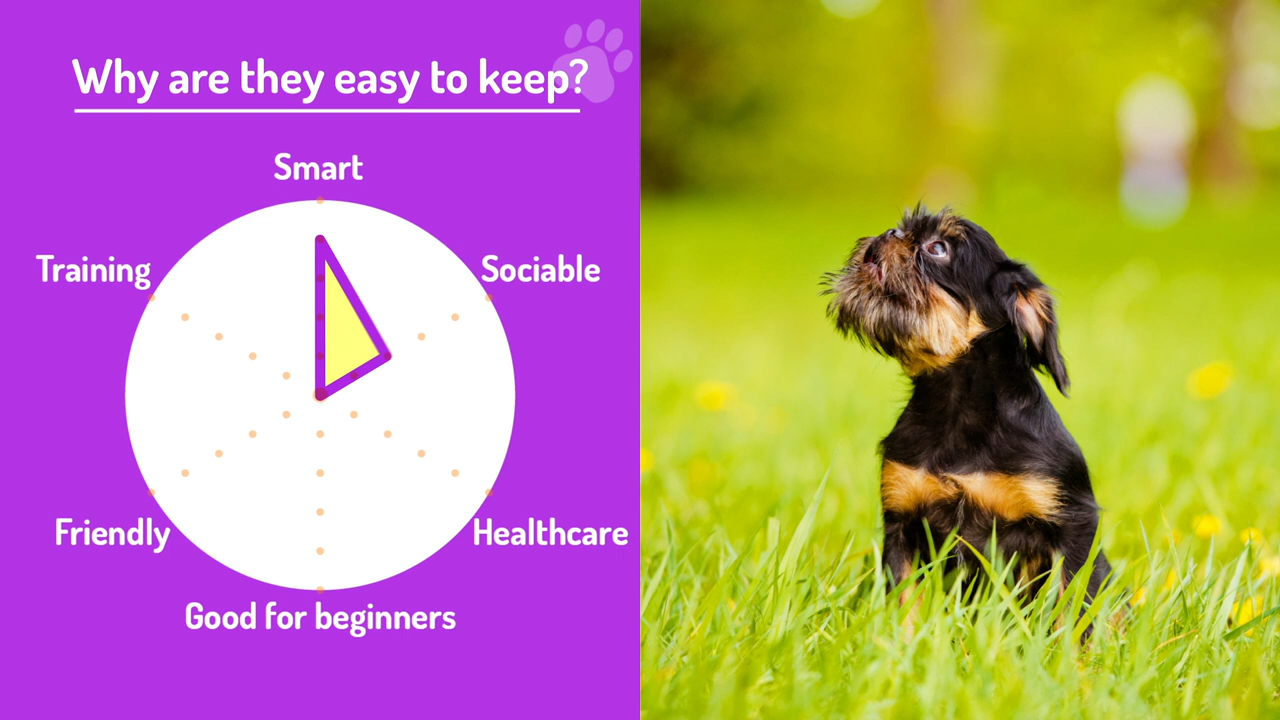 Why are they easy to keep?
Smart
Training
Sociable
Friendly
Healthcare
Good for beginners